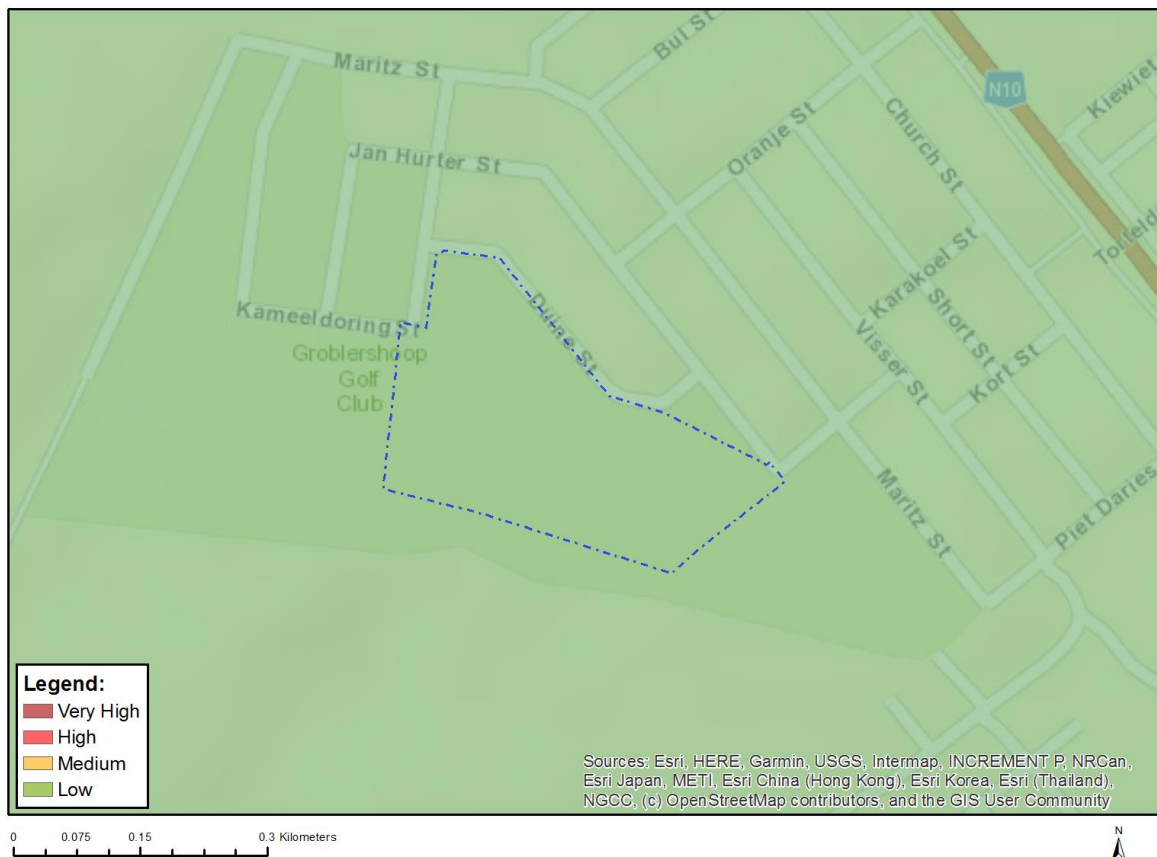 Maritz St
Bul St
N10
Kiewiet
Church St
Oranje St
Jan Hurter St
Karakoel St
Kameeldoring St
Duine St
Short St
Visser St
Kort St
Groblershoop
Golf
Club
Maritz St
Piet Daries
Legend:
Very High
High
Medium
Low
Sources: Esri, HERE, Garmin, USGS, Intermap, INCREMENT P, NRCan,
Esri Japan, METI, Esri China (Hong Kong), Esri Korea, Esri (Thailand),
NGCC, (c) OpenStreetMap contributors, and the GIS User Community
0 0.075 0.15 0.3 Kilometers
N